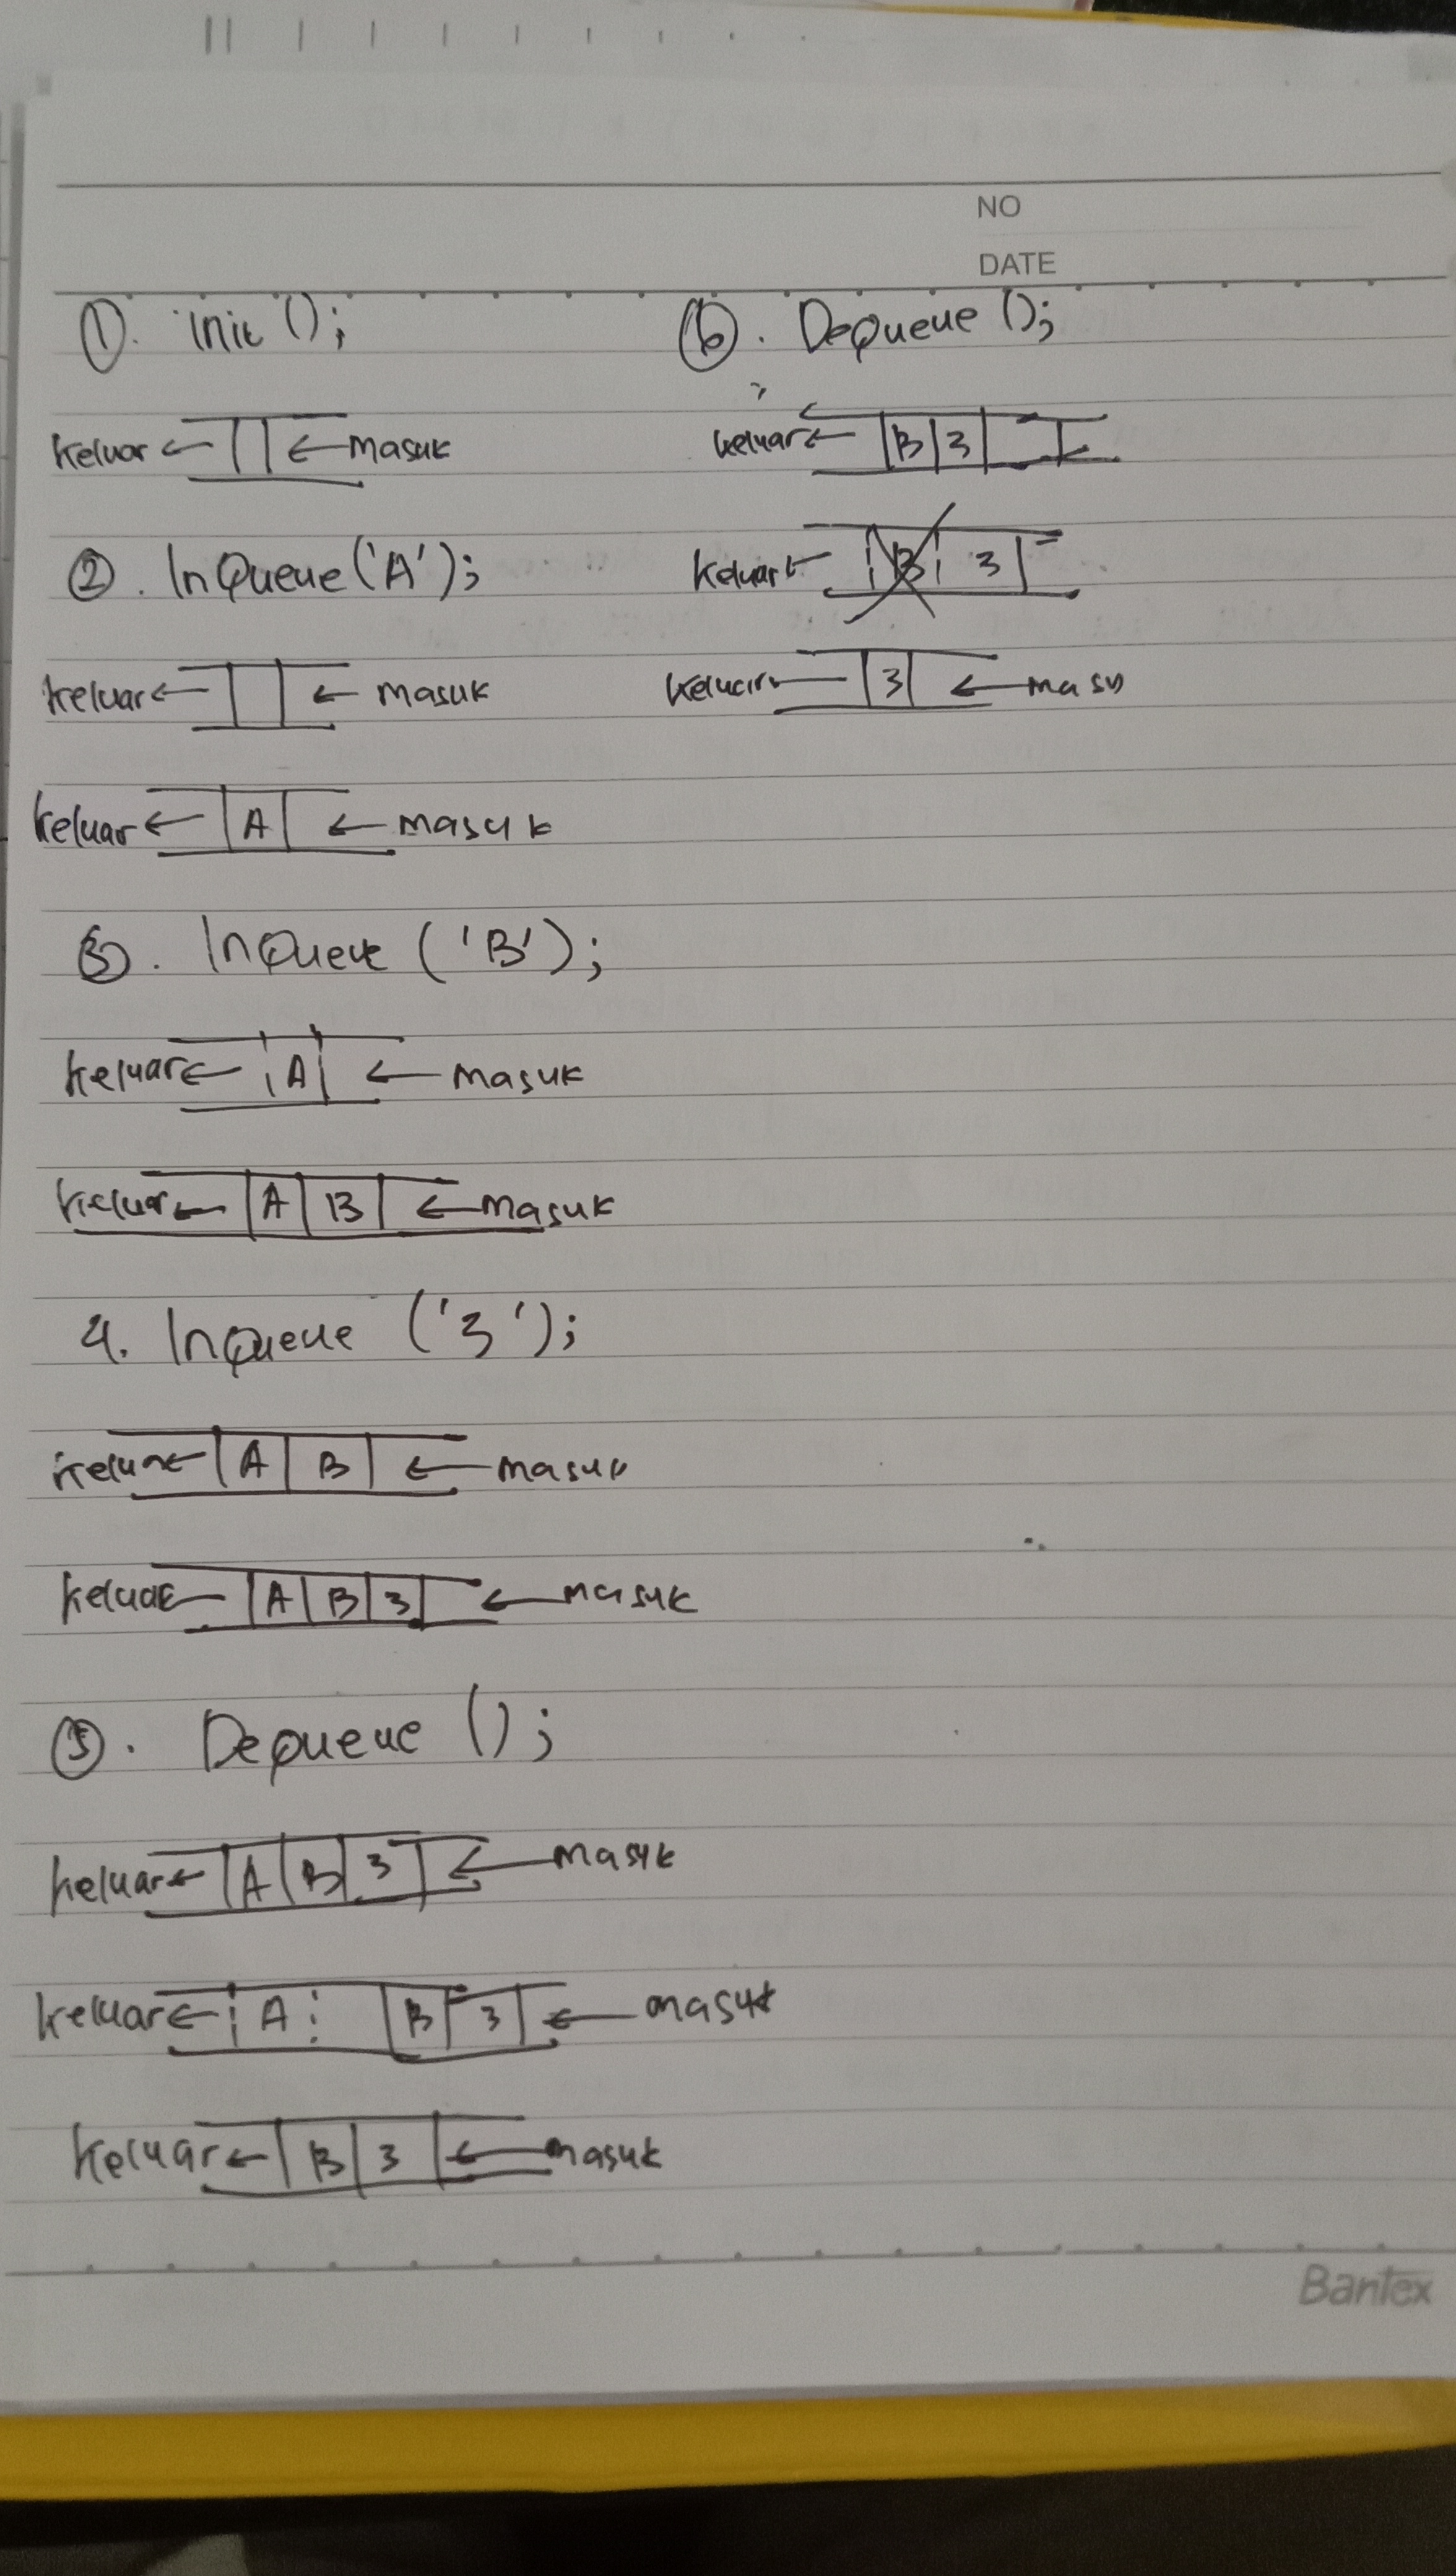 NO
DATE
① . Init ();
keluar ← | | ← masuk
② . InQueue ('A');
keluar ← | | ← masuk
keluar ← | A | ← masuk
③ . InQueue ('B');
keluar ← | A | ← masuk
keluar ← | A | B | ← masuk
4. InQueue ('3');
keluar ← | A | B | ← masuk
keluar ← | A | B | 3 | ← masuk
⑤ . Dequeue ();
keluar ← | A | B | 3 | ← masuk
keluar ← | A | | B | 3 | ← masuk
keluar ← | B | 3 | ← masuk
⑥ . Dequeue ();
keluar ← | B | 3 |
keluar ← | B | 3 |
keluar ← | 3 | ← masu
Bantex